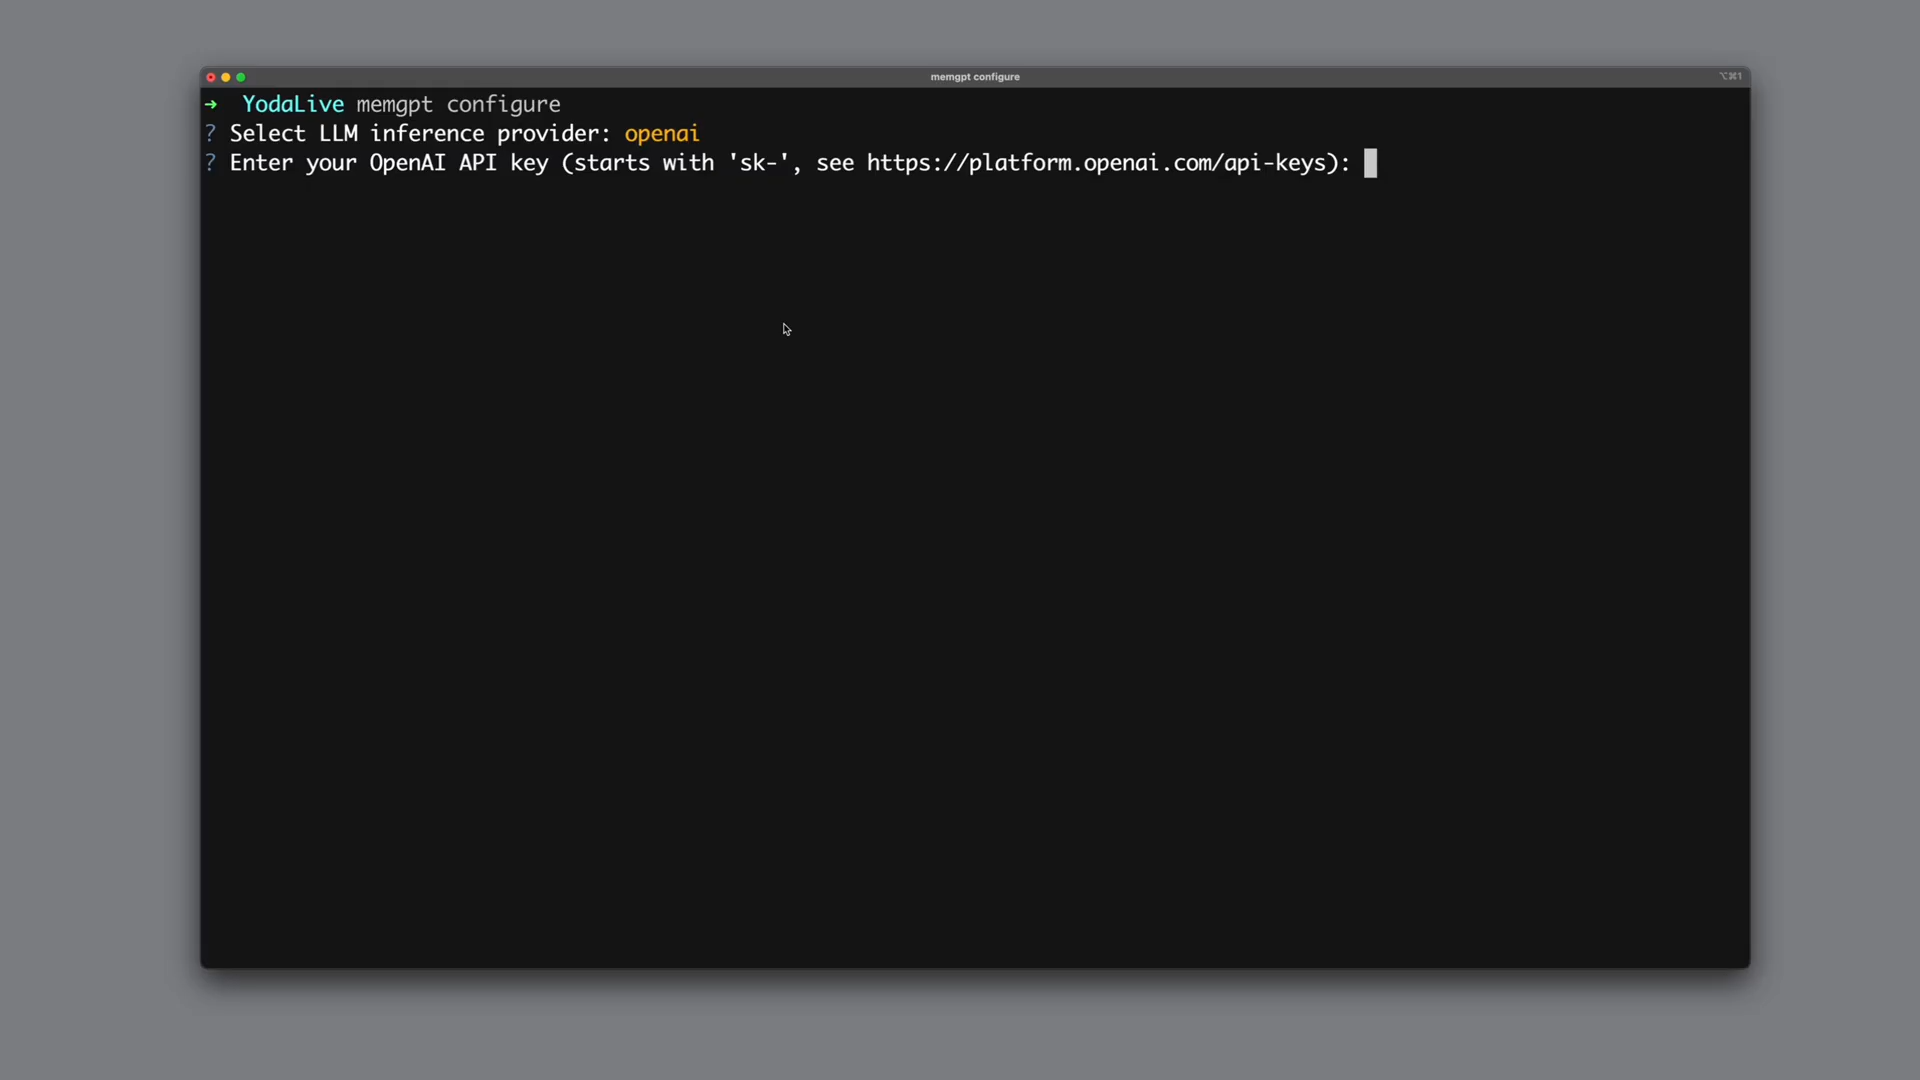 memgpt configure
⌥⌘1
➜ YodaLive memgpt configure
? Select LLM inference provider: openai
? Enter your OpenAI API key (starts with 'sk-', see https://platform.openai.com/api-keys):